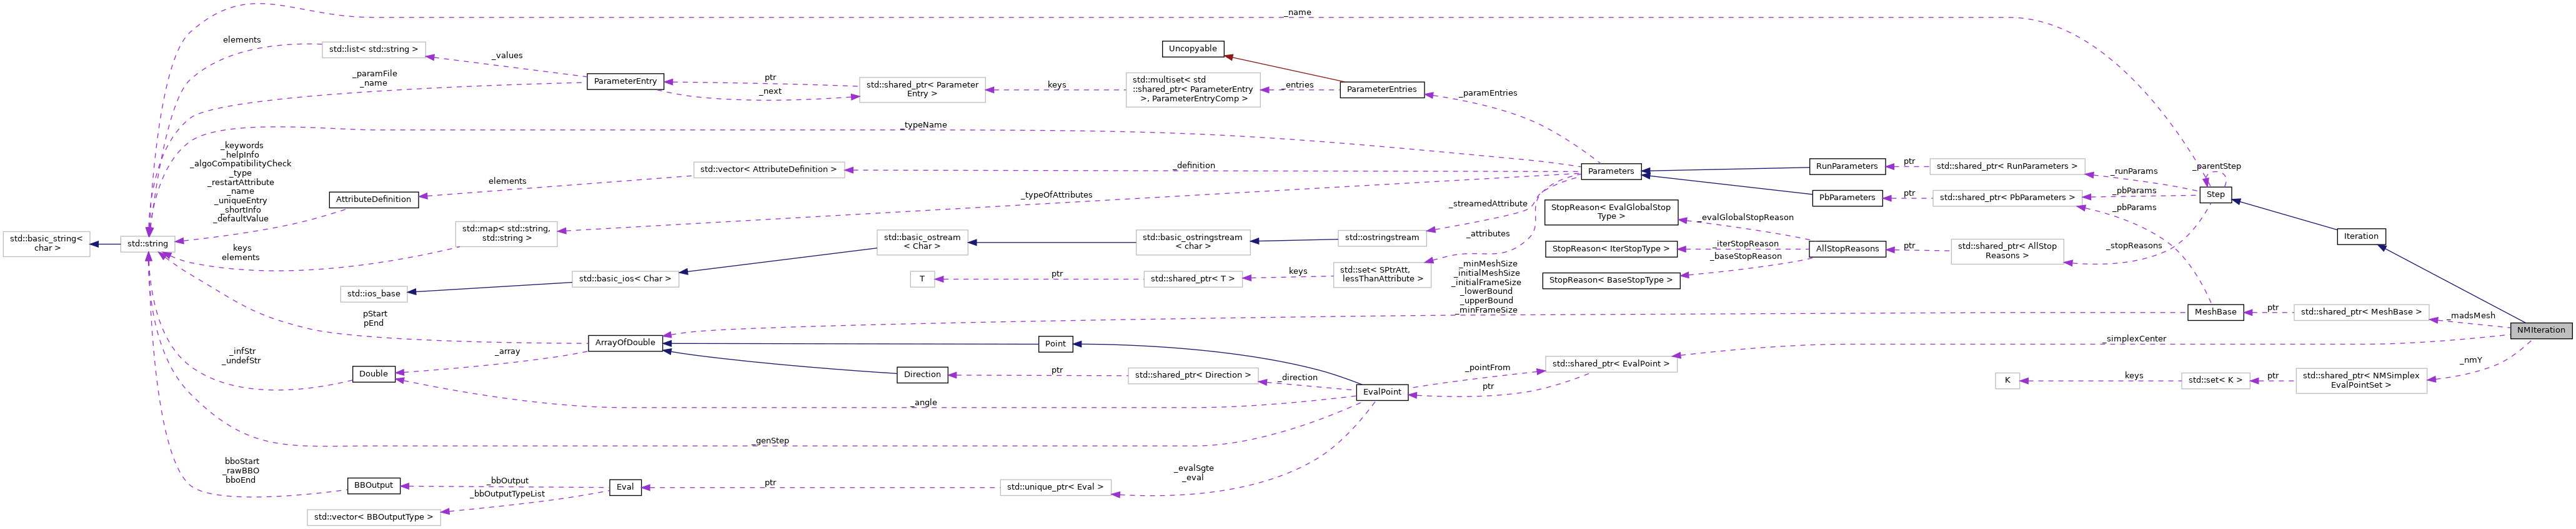 _name
elements
std::list< std::string >
_values
_paramFile
_name
ParameterEntry
ptr
_next
std::shared_ptr< Parameter
Entry >
keys
std::multiset< std
::shared_ptr< ParameterEntry
>, ParameterEntryComp >
_entries
Uncopyable
ParameterEntries
_paramEntries
_typeName
_keywords
_helpInfo
_algoCompatibilityCheck
_type
_restartAttribute
_name
_uniqueEntry
_shortInfo
_defaultValue
AttributeDefinition
elements
std::vector< AttributeDefinition >
_definition
_typeOfAttributes
std::map< std::string,
std::string >
keys
elements
std::basic_string<
char >
std::string
Parameters
RunParameters
ptr
std::shared_ptr< RunParameters >
_runParams
_parentStep
Step
PbParameters
ptr
std::shared_ptr< PbParameters >
_pbParams
_pbParams
_streamedAttribute
_attributes
StopReason< EvalGlobalStop
Type >
_evalGlobalStopReason
StopReason< IterStopType >
_iterStopReason
_baseStopReason
StopReason< BaseStopType >
AllStopReasons
ptr
std::shared_ptr< AllStop
Reasons >
_stopReasons
Iteration
std::basic_ostream
< Char >
std::basic_ostringstream
< char >
std::ostringstream
std::ios_base
std::basic_ios< Char >
T
ptr
std::shared_ptr< T >
keys
std::set< SPtrAtt,
lessThanAttribute >
_minMeshSize
_initialMeshSize
_initialFrameSize
_lowerBound
_upperBound
_minFrameSize
MeshBase
ptr
std::shared_ptr< MeshBase >
_madsMesh
NMIteration
pStart
pEnd
ArrayOfDouble
Point
_infStr
_undefStr
_array
Double
Direction
ptr
std::shared_ptr< Direction >
_direction
_pointFrom
ptr
std::shared_ptr< EvalPoint >
_simplexCenter
EvalPoint
_angle
K
keys
std::set< K >
ptr
std::shared_ptr< NMSimplex
EvalPointSet >
_nmY
_genStep
bboStart
_rawBBO
bboEnd
BBOutput
_bbOutput
_bbOutputTypeList
std::vector< BBOutputType >
Eval
ptr
std::unique_ptr< Eval >
_evalSgte
_eval